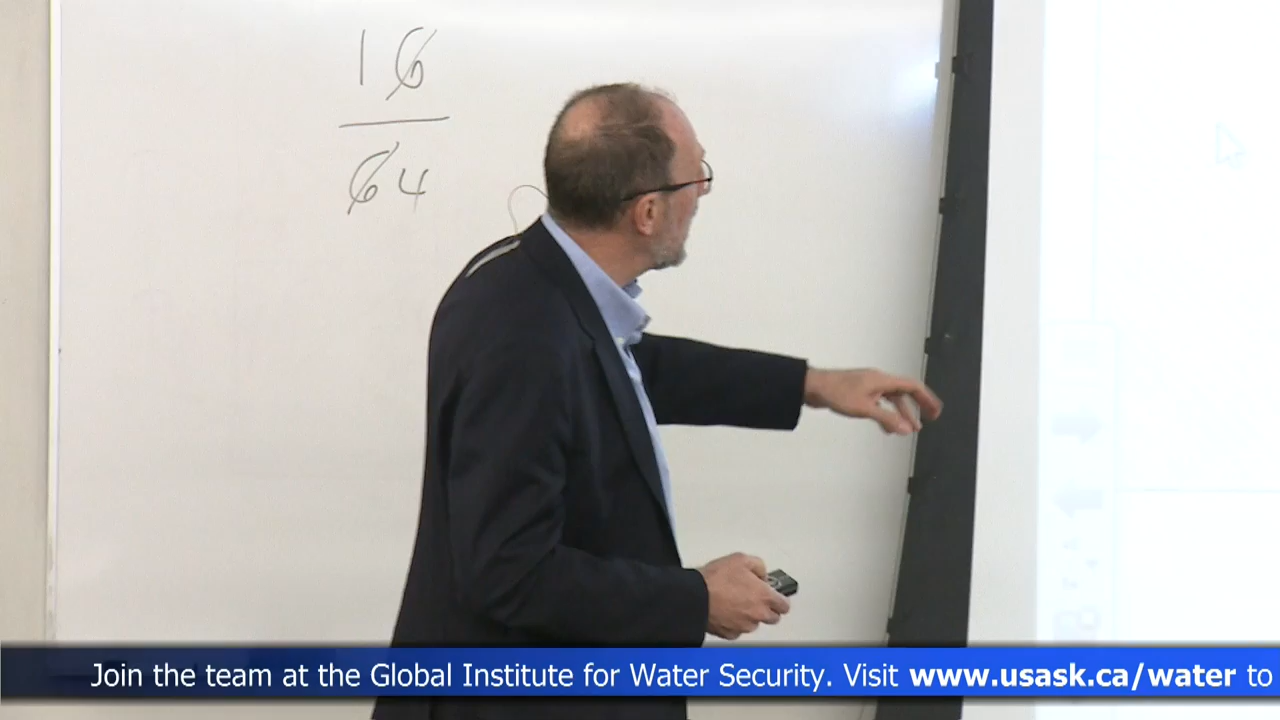 16
64
Join the team at the Global Institute for Water Security. Visit www.usask.ca/water to